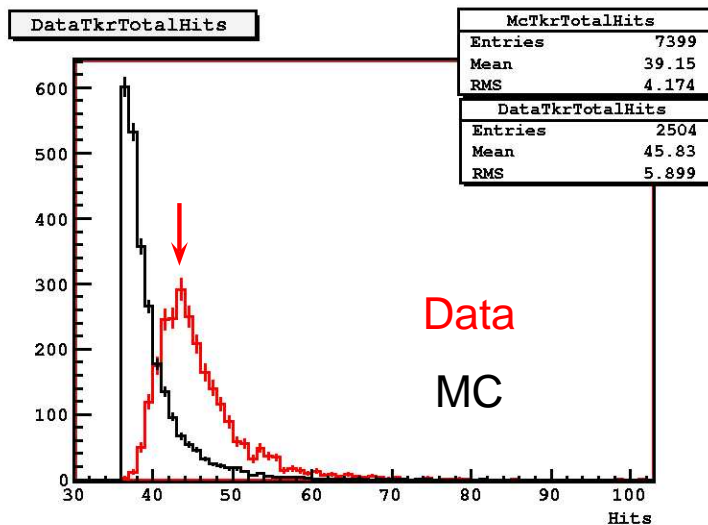 DataTkrTotalHits
McTkrTotalHits
Entries 7399
Mean 39.15
RMS 4.174
DataTkrTotalHits
Entries 2504
Mean 45.83
RMS 5.899
600
500
400
300
200
100
0
Data
MC
30 40 50 60 70 80 90 100
Hits